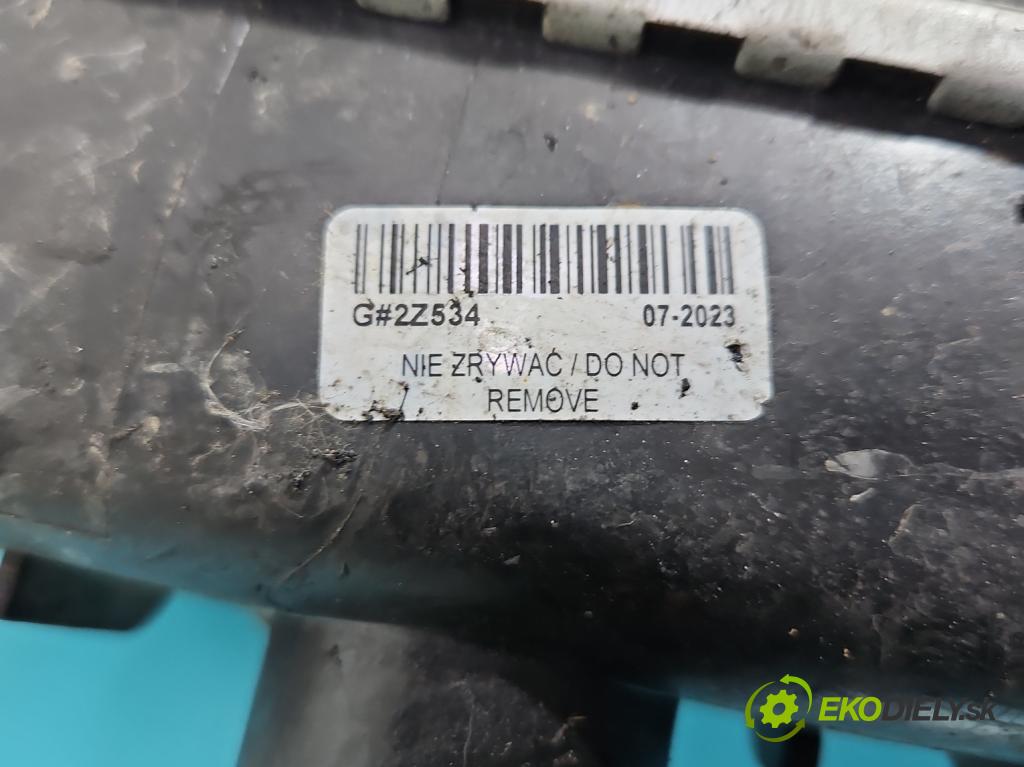 G#2Z534 07-2023
NIE ZRYWAĆ / DO NOT
REMOVE
EKODIELY.SK